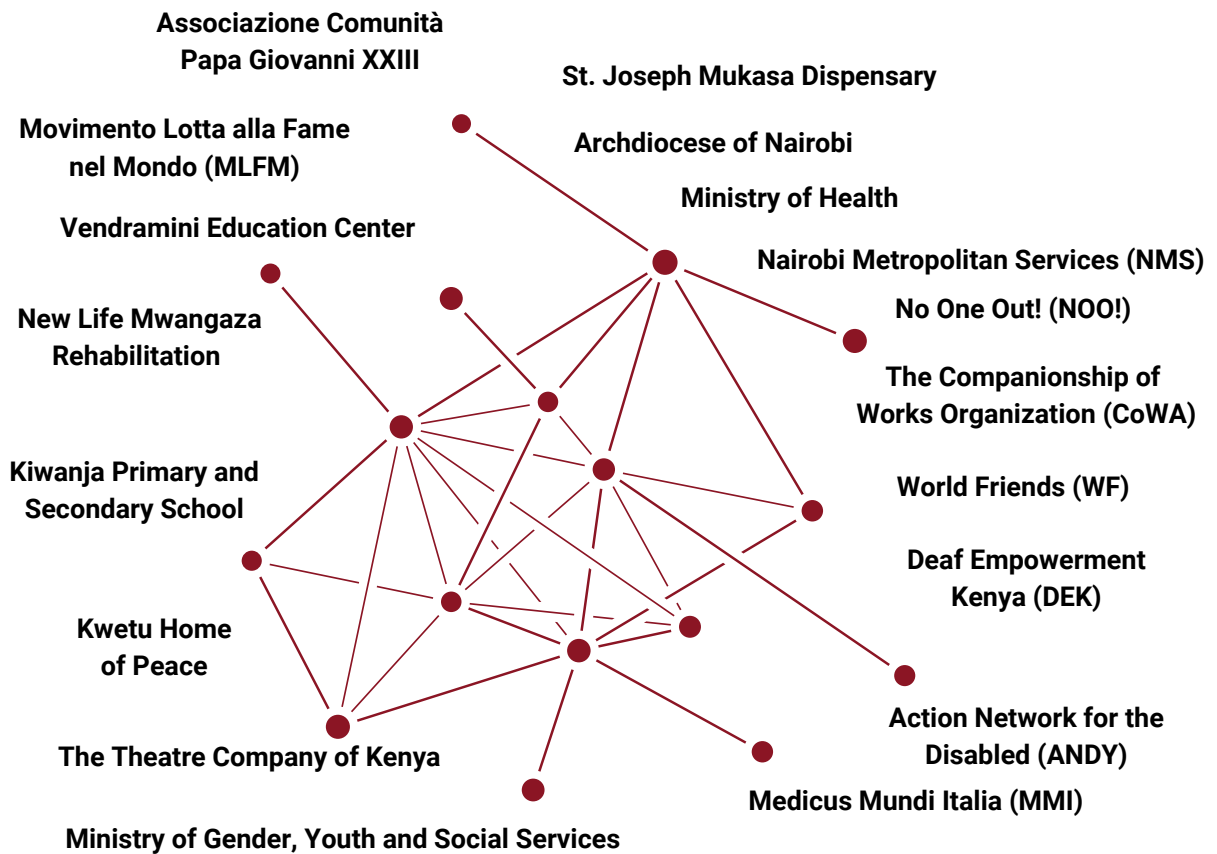 Associazione Comunità
Papa Giovanni XXIII
St. Joseph Mukasa Dispensary
Movimento Lotta alla Fame
nel Mondo (MLFM)
Archdiocese of Nairobi
Ministry of Health
Vendramini Education Center
Nairobi Metropolitan Services (NMS)
No One Out! (NOO!)
New Life Mwangaza
Rehabilitation
The Companionship of
Works Organization (CoWA)
Kiwanja Primary and
Secondary School
World Friends (WF)
Deaf Empowerment
Kenya (DEK)
Kwetu Home
of Peace
Action Network for the
Disabled (ANDY)
The Theatre Company of Kenya
Medicus Mundi Italia (MMI)
Ministry of Gender, Youth and Social Services